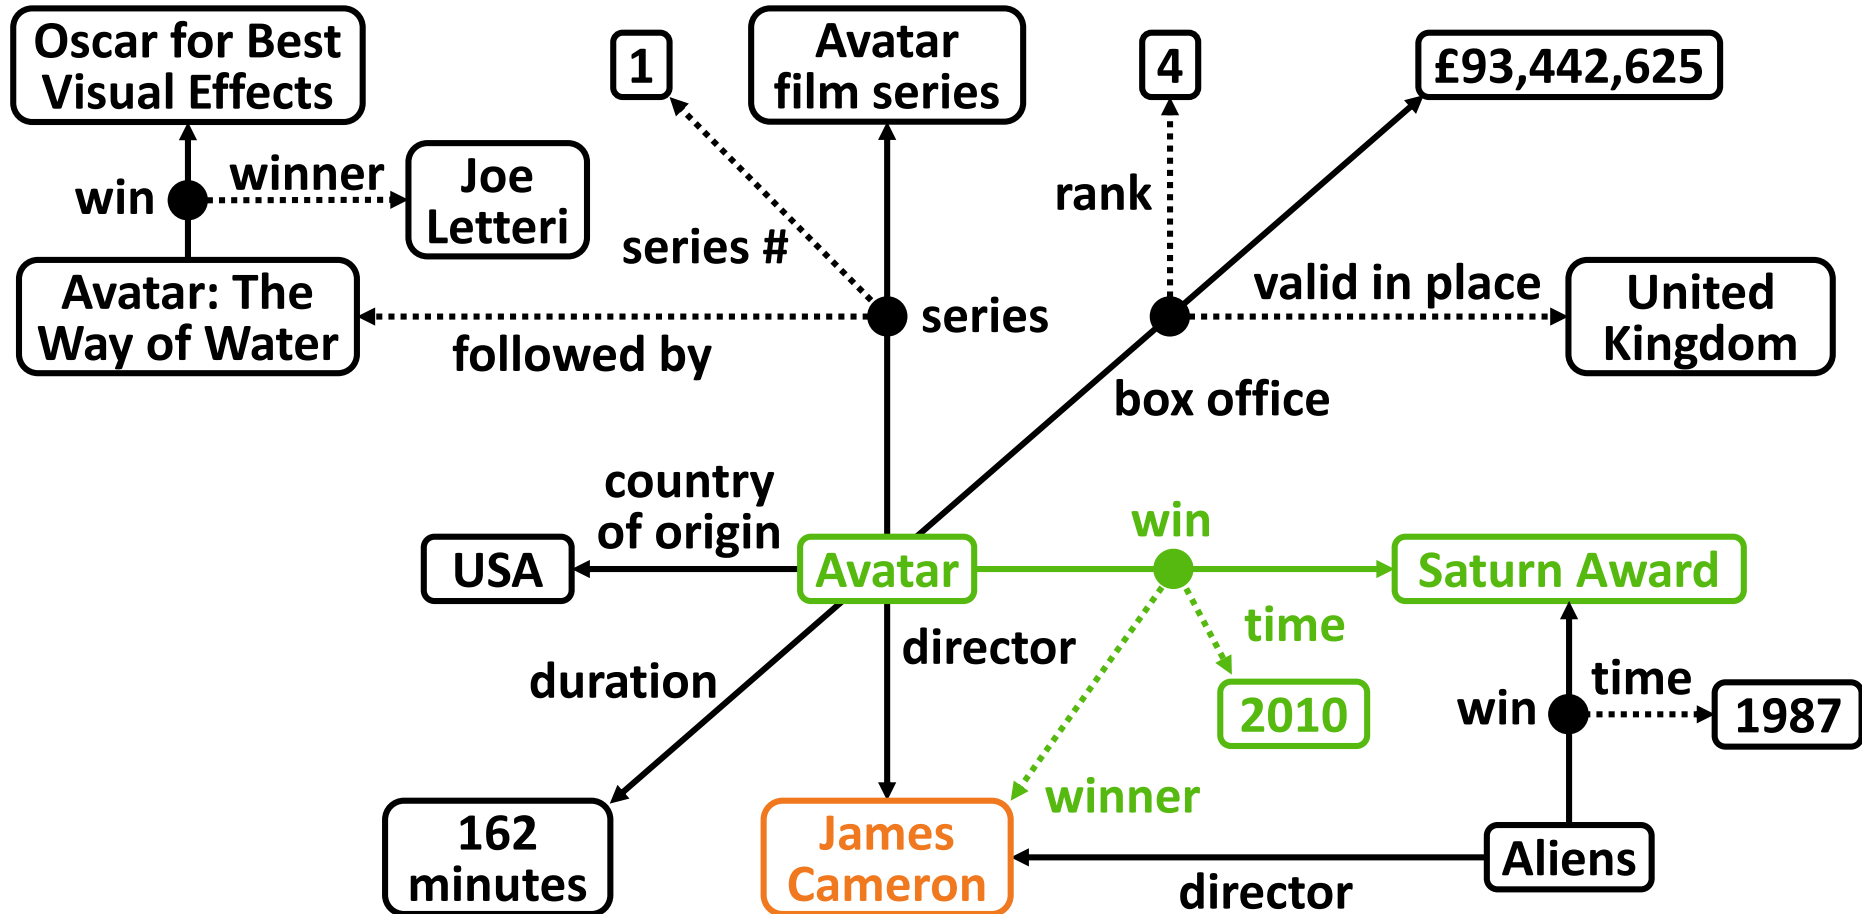 Oscar for Best
Visual Effects
1
Avatar
film series
4
£93,442,625
win
winner
Joe
Letteri
series #
rank
Avatar: The
Way of Water
followed by
series
valid in place
United
Kingdom
box office
country
of origin
win
USA
Avatar
Saturn Award
time
director
duration
2010
win
time
1987
winner
162
minutes
James
Cameron
director
Aliens